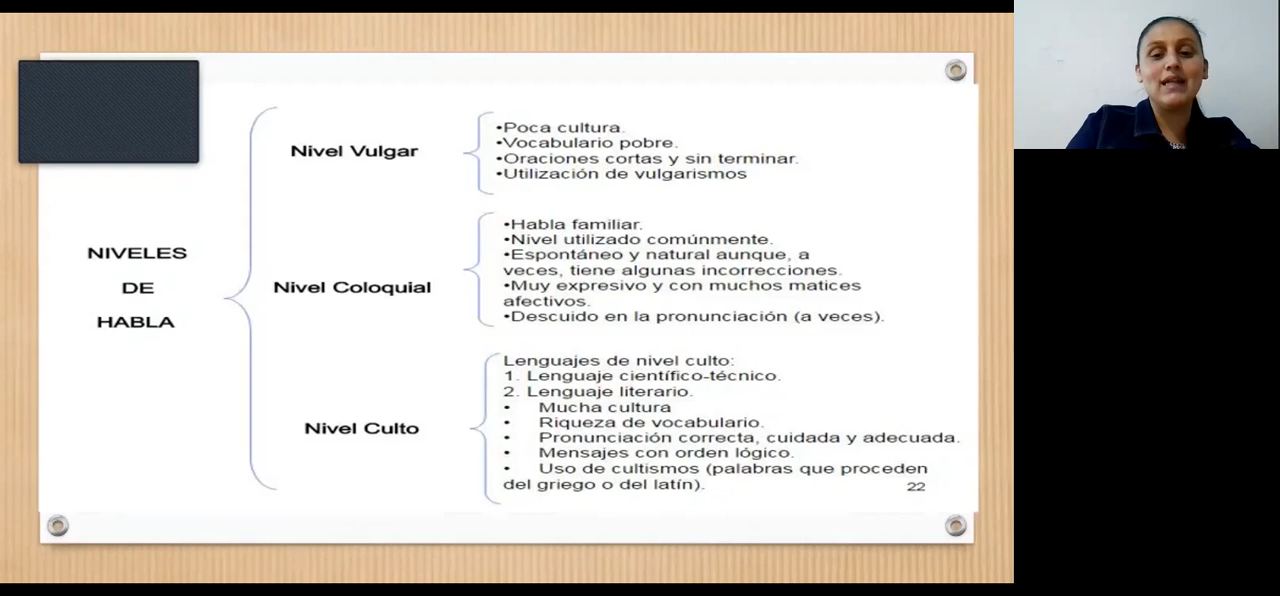 NIVELES
DE
HABLA
Nivel Vulgar
•Poca cultura.
•Vocabulario pobre.
•Oraciones cortas y sin terminar.
•Utilización de vulgarismos
Nivel Coloquial
•Habla familiar.
•Nivel utilizado comúnmente.
•Espontáneo y natural aunque, a
veces, tiene algunas incorrecciones.
•Muy expresivo y con muchos matices
afectivos.
•Descuido en la pronunciación (a veces).
Nivel Culto
Lenguajes de nivel culto:
1. Lenguaje científico-técnico.
2. Lenguaje literario.
• Mucha cultura
• Riqueza de vocabulario.
• Pronunciación correcta, cuidada y adecuada.
• Mensajes con orden lógico.
• Uso de cultismos (palabras que proceden
del griego o del latín).
22